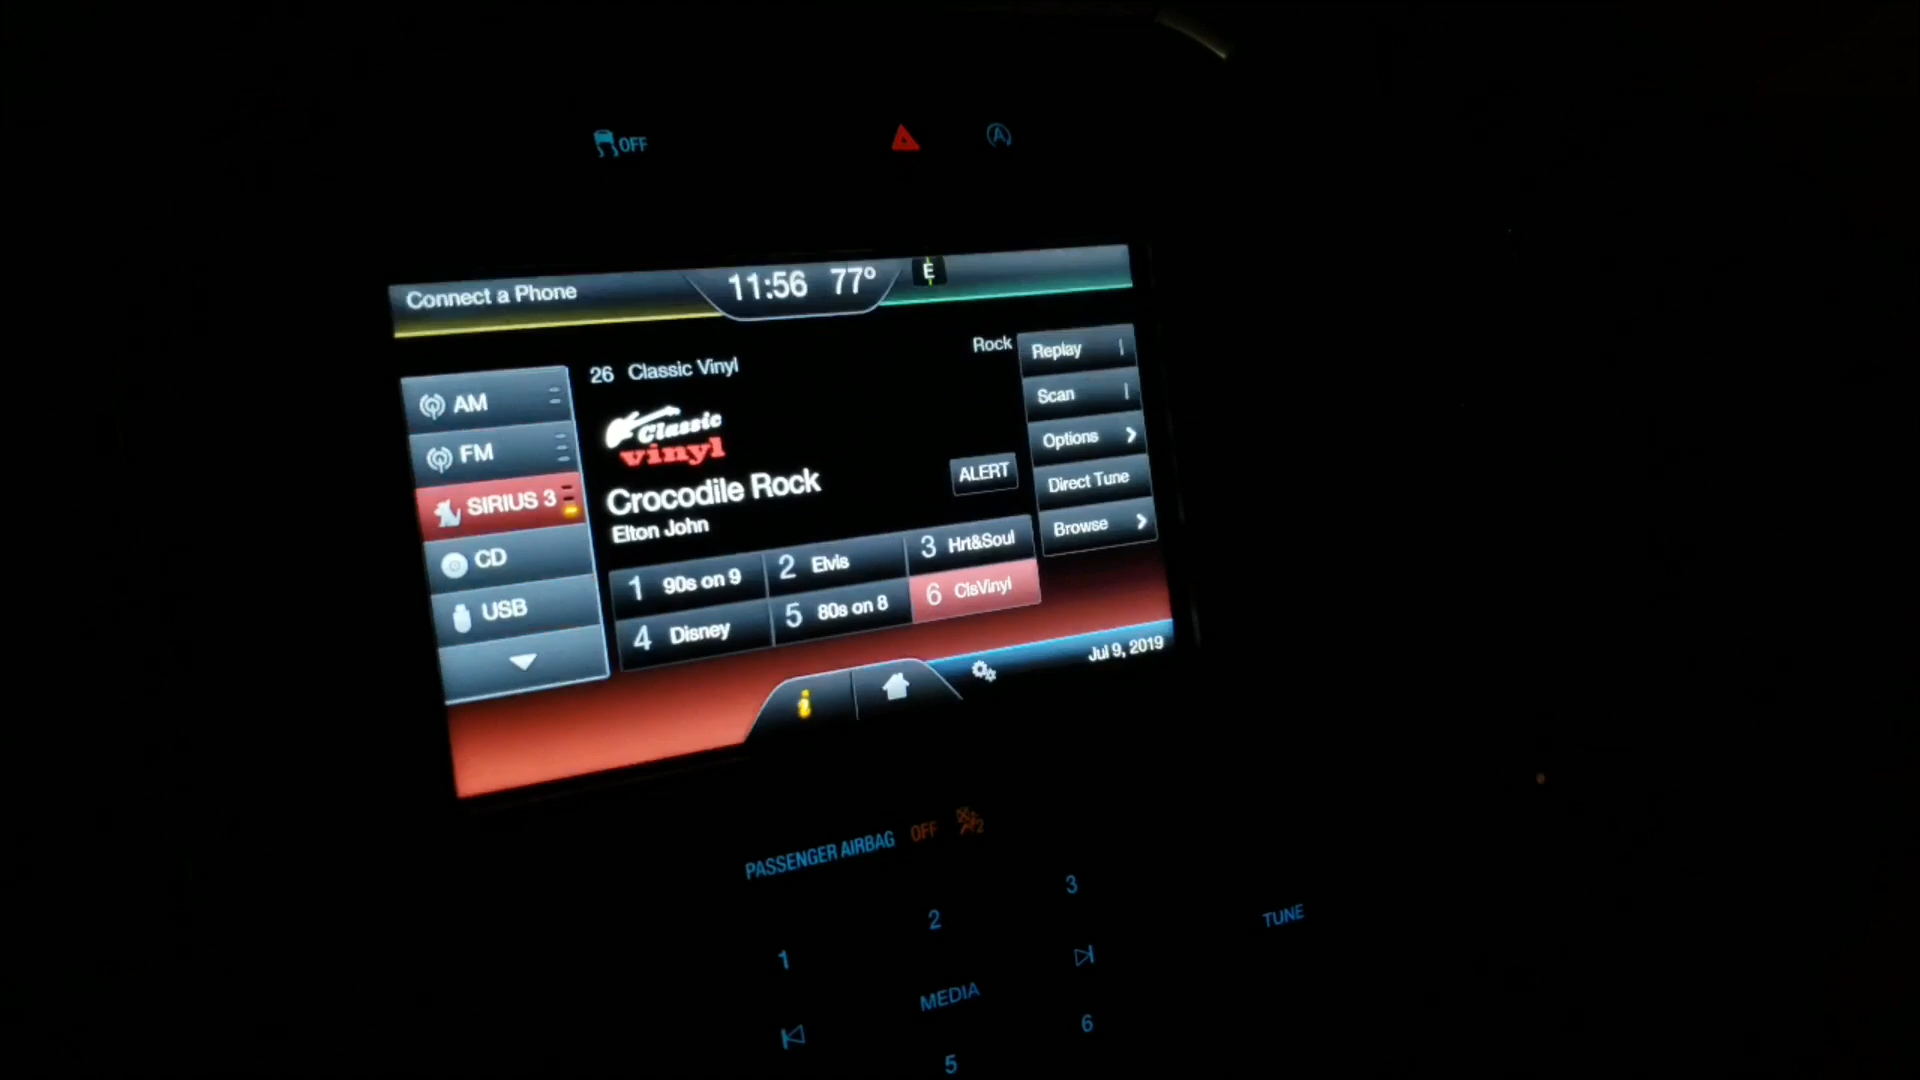 OFF
Connect a Phone
11:56 77°
E
AM
FM
SIRIUS 3
CD
USB
26 Classic Vinyl
Rock
Classic
vinyl
Crocodile Rock
Elton John
ALERT
1 90s on 9
2 Elvis
3 Hrt&Soul
4 Disney
5 80s on 8
6 ClsVinyl
Replay
Scan
Options
Direct Tune
Browse
i
Jul 9, 2019
PASSENGER AIRBAG OFF
2
1
2
3
TUNE
MEDIA
5
6